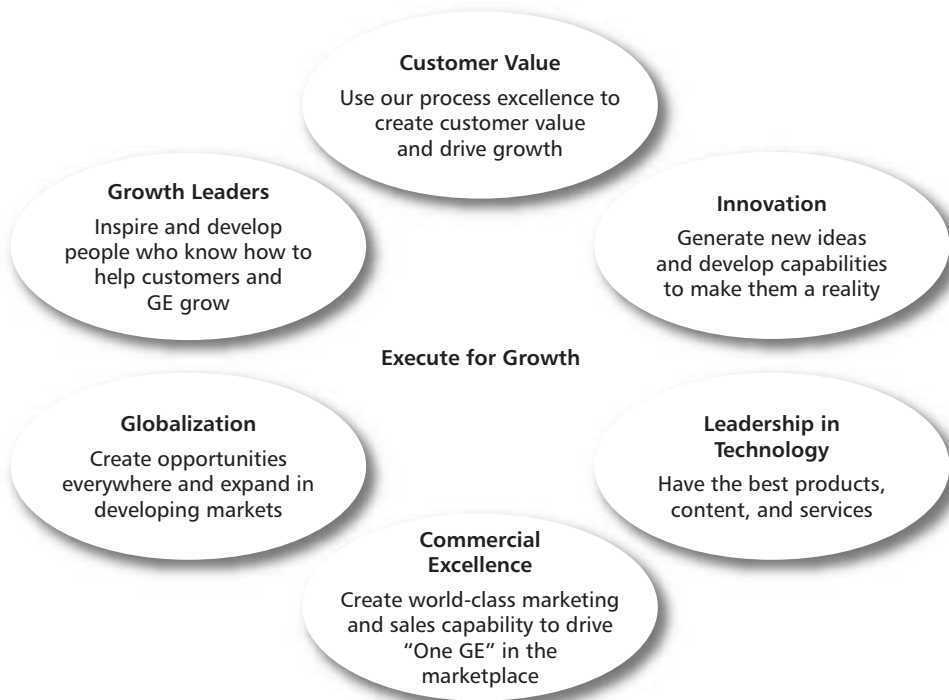 Customer Value
Use our process excellence to
create customer value
and drive growth
Innovation
Generate new ideas
and develop capabilities
to make them a reality
Leadership in
Technology
Have the best products,
content, and services
Commercial
Excellence
Create world-class marketing
and sales capability to drive
“One GE” in the
marketplace
Globalization
Create opportunities
everywhere and expand in
developing markets
Growth Leaders
Inspire and develop
people who know how to
help customers and
GE grow
Execute for Growth